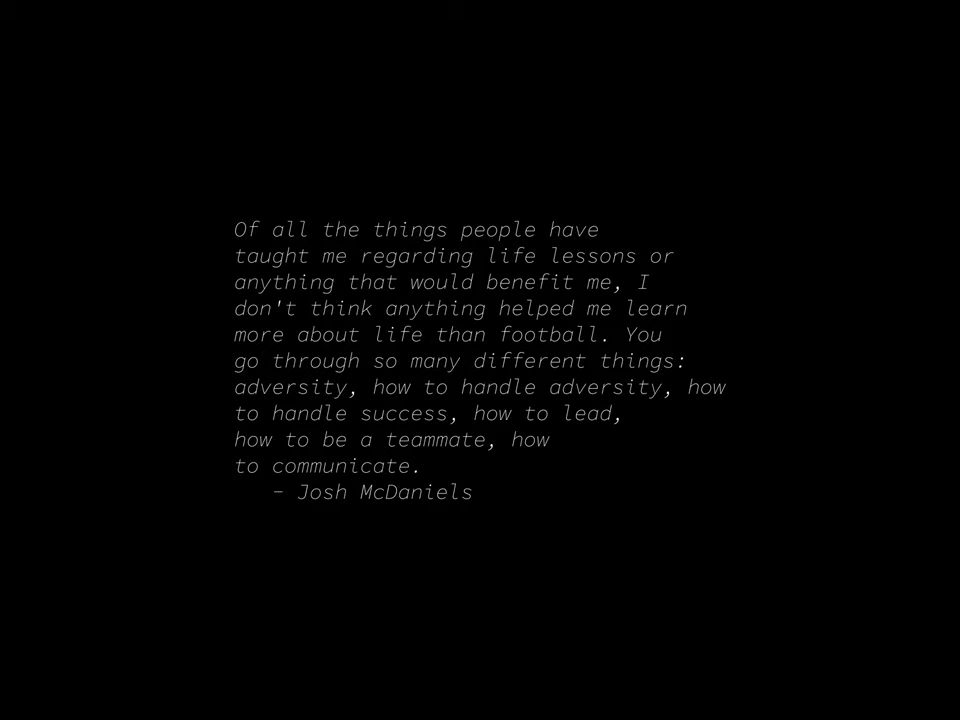 Of all the things people have
taught me regarding life lessons or
anything that would benefit me, I
don't think anything helped me learn
more about life than football. You
go through so many different things:
adversity, how to handle adversity, how
to handle success, how to lead,
how to be a teammate, how
to communicate.
– Josh McDaniels